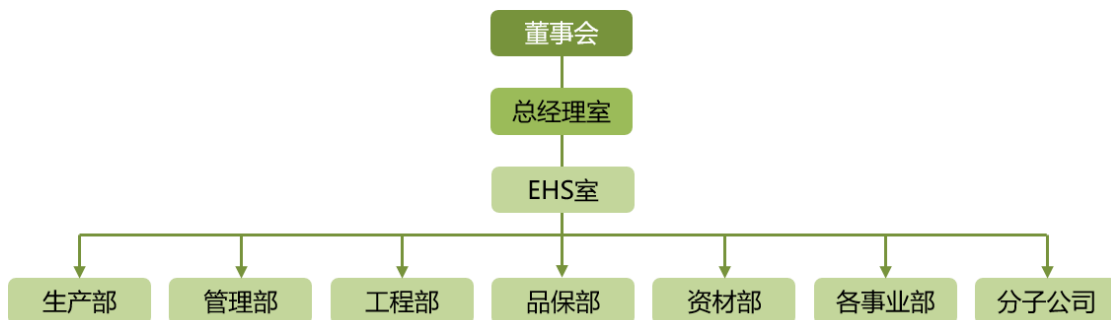 董事会
总经理室
EHS室
生产部
管理部
工程部
品保部
资材部
各事业部
分子公司